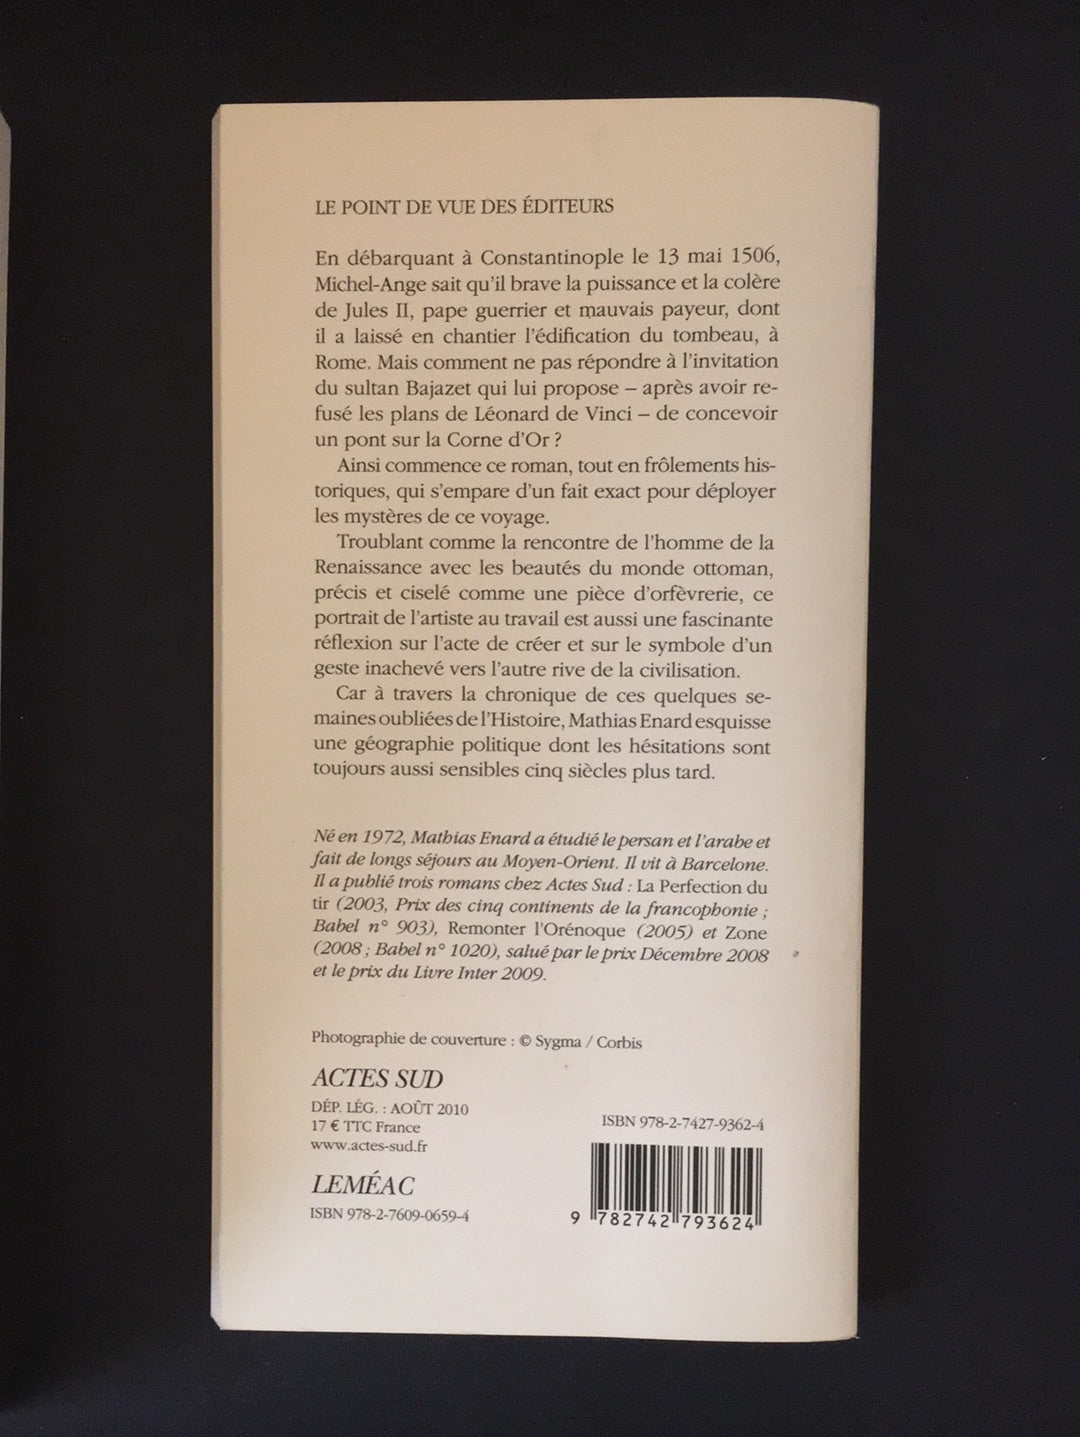 LE POINT DE VUE DES ÉDITEURS
En débarquant à Constantinople le 13 mai 1506,
Michel-Ange sait qu'il brave la puissance et la colère
de Jules II, pape guerrier et mauvais payeur, dont
il a laissé en chantier l'édification du tombeau, à
Rome. Mais comment ne pas répondre à l'invitation
du sultan Bajazet qui lui propose – après avoir re-
fusé les plans de Léonard de Vinci – de concevoir
un pont sur la Corne d'Or ?
Ainsi commence ce roman, tout en frôlements his-
toriques, qui s'empare d'un fait exact pour déployer
les mystères de ce voyage.
Troublant comme la rencontre de l'homme de la
Renaissance avec les beautés du monde ottoman,
précis et ciselé comme une pièce d'orfèvrerie, ce
portrait de l'artiste au travail est aussi une fascinante
réflexion sur l'acte de créer et sur le symbole d'un
geste inachevé vers l'autre rive de la civilisation.
Car à travers la chronique de ces quelques se-
maines oubliées de l'Histoire, Mathias Enard esquisse
une géographie politique dont les hésitations sont
toujours aussi sensibles cinq siècles plus tard.
Né en 1972, Mathias Enard a étudié le persan et l'arabe et
fait de longs séjours au Moyen-Orient. Il vit à Barcelone.
Il a publié trois romans chez Actes Sud : La Perfection du
tir (2003, Prix des cinq continents de la francophonie ;
Babel n° 903), Remonter l'Orénoque (2005) et Zone
(2008 ; Babel n° 1020), salué par le prix Décembre 2008
et le prix du Livre Inter 2009.
Photographie de couverture : © Sygma / Corbis
ACTES SUD
DÉP. LÉG. : AOÛT 2010
17 € TTC France
www.actes-sud.fr
LEMÉAC
ISBN 978-2-7609-0659-4
ISBN 978-2-7427-9362-4
9 782742 793624